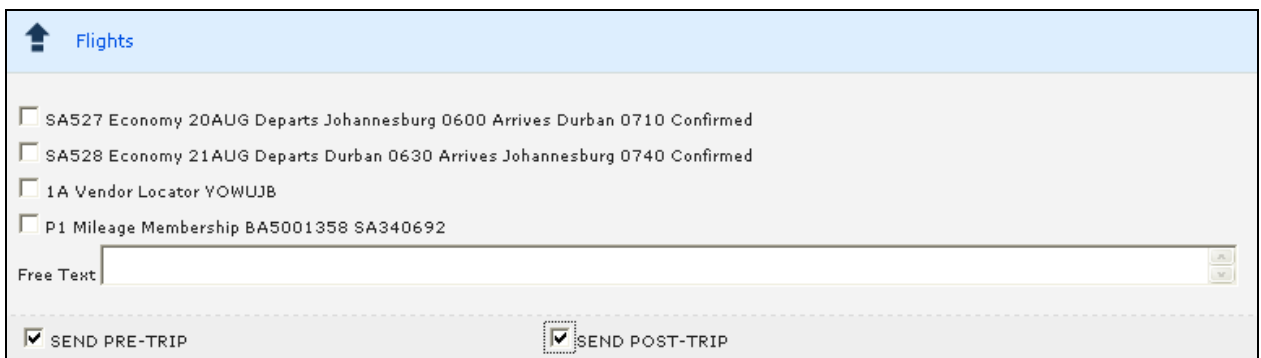 Flights
SA527 Economy 20AUG Departs Johannesburg 0600 Arrives Durban 0710 Confirmed
SA528 Economy 21AUG Departs Durban 0630 Arrives Johannesburg 0740 Confirmed
1A Vendor Locator YOWUJB
P1 Mileage Membership BA5001358 SA340692
Free Text
SEND PRE-TRIP SEND POST-TRIP